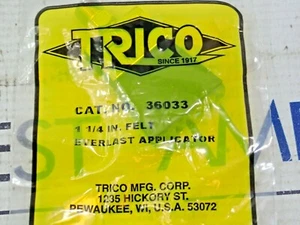 TRICO
SINCE 1917
CAT. NO. 36033
1 1/4 IN. FELT
EVERLAST APPLICATOR
TRICO MFG. CORP.
1235 HICKORY ST.
PEWAUKEE, WI, U.S.A. 53072